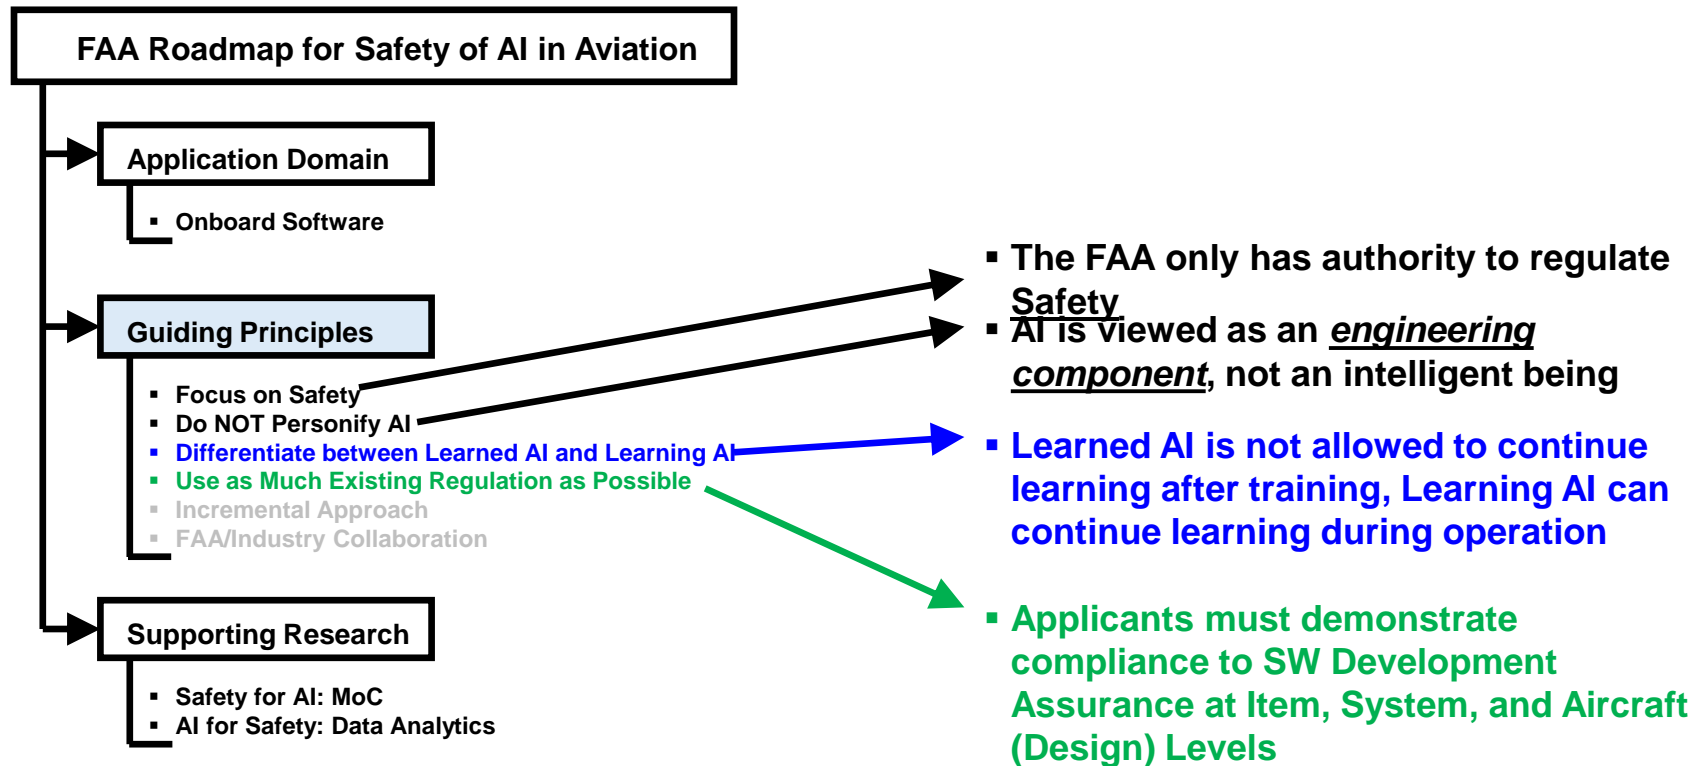 FAA Roadmap for Safety of AI in Aviation
Application Domain
▪ Onboard Software
Guiding Principles
▪ Focus on Safety
▪ Do NOT Personify AI
▪ Differentiate between Learned AI and Learning AI
▪ Use as Much Existing Regulation as Possible
▪ Incremental Approach
▪ FAA/Industry Collaboration
Supporting Research
▪ Safety for AI: MoC
▪ AI for Safety: Data Analytics
▪ The FAA only has authority to regulate
Safety
▪ AI is viewed as an engineering
component, not an intelligent being
▪ Learned AI is not allowed to continue
learning after training, Learning AI can
continue learning during operation
▪ Applicants must demonstrate
compliance to SW Development
Assurance at Item, System, and Aircraft
(Design) Levels